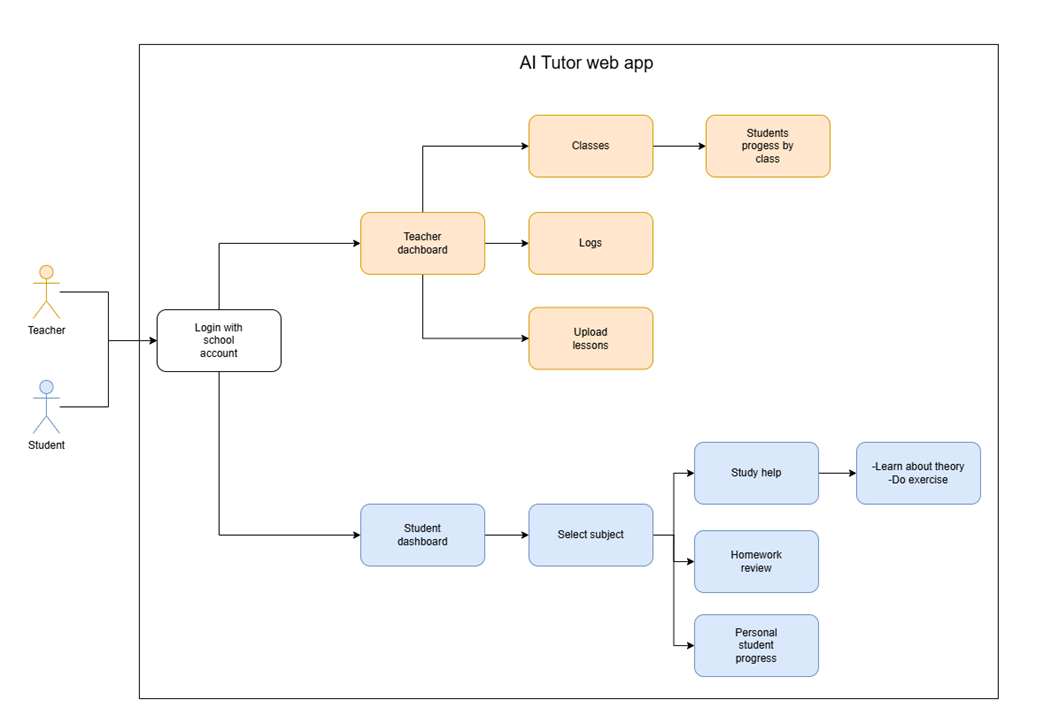 AI Tutor web app
Classes
Students
progess by
class
Teacher
dachboard
Logs
Teacher
Login with
school
account
Upload
lessons
Student
Study help
-Learn about theory
-Do exercise
Student
dashboard
Select subject
Homework
review
Personal
student
progress